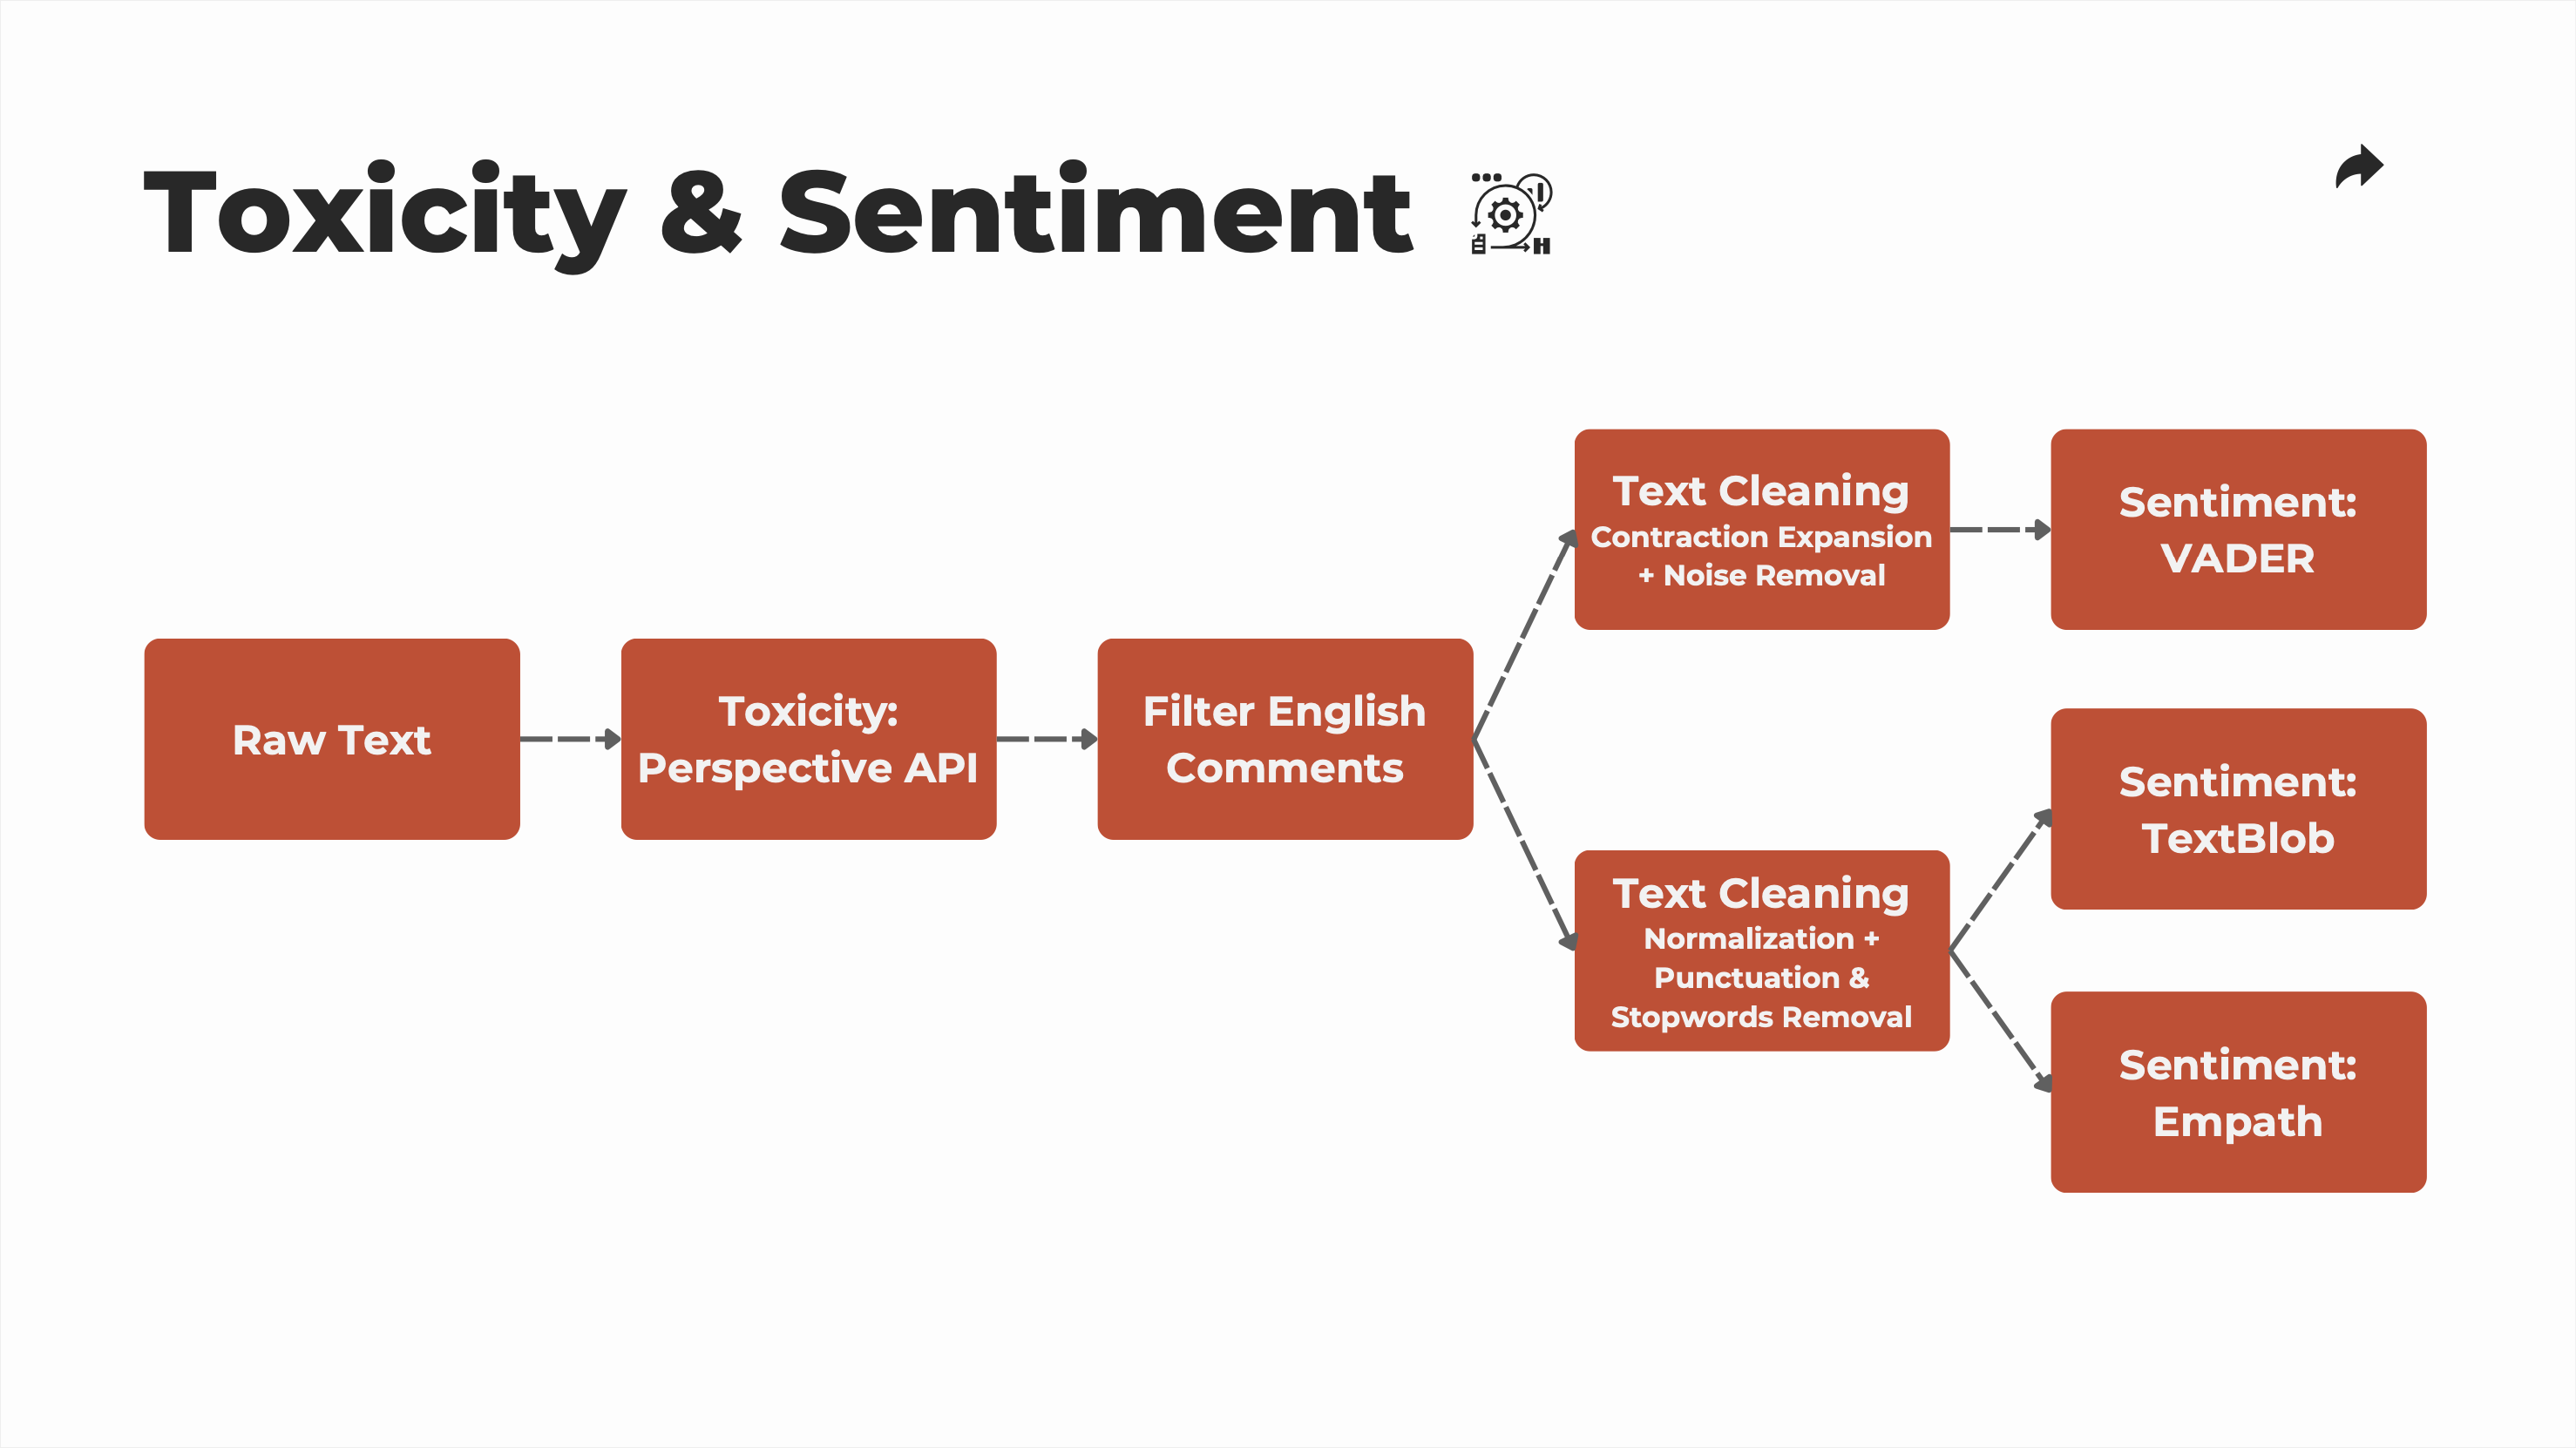 Toxicity & Sentiment
Raw Text
Toxicity:
Perspective API
Filter English
Comments
Text Cleaning
Contraction Expansion
+ Noise Removal
Sentiment:
VADER
Text Cleaning
Normalization +
Punctuation &
Stopwords Removal
Sentiment:
TextBlob
Sentiment:
Empath